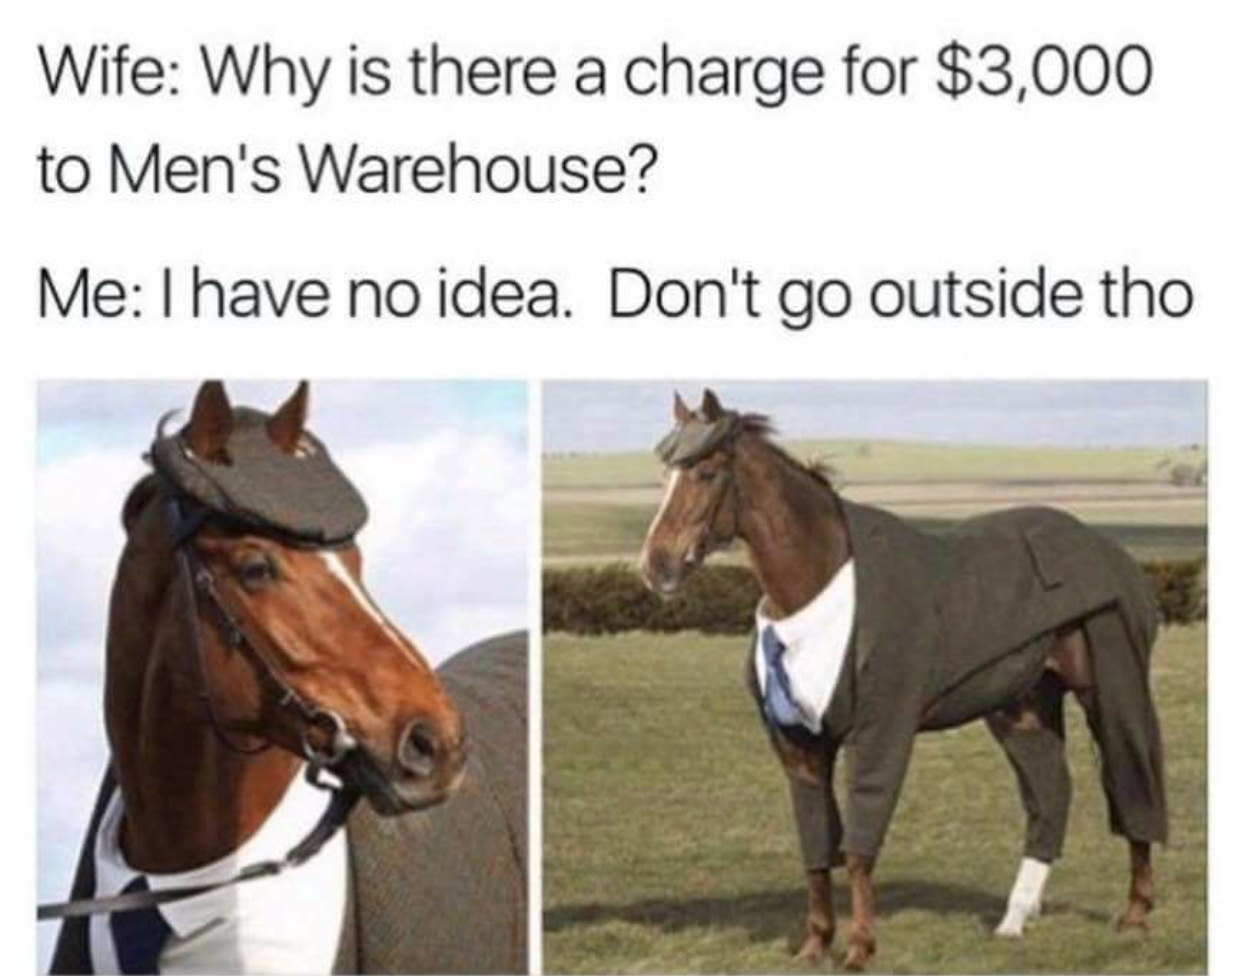 Wife: Why is there a charge for $3,000
to Men's Warehouse?
Me: I have no idea.  Don't go outside tho